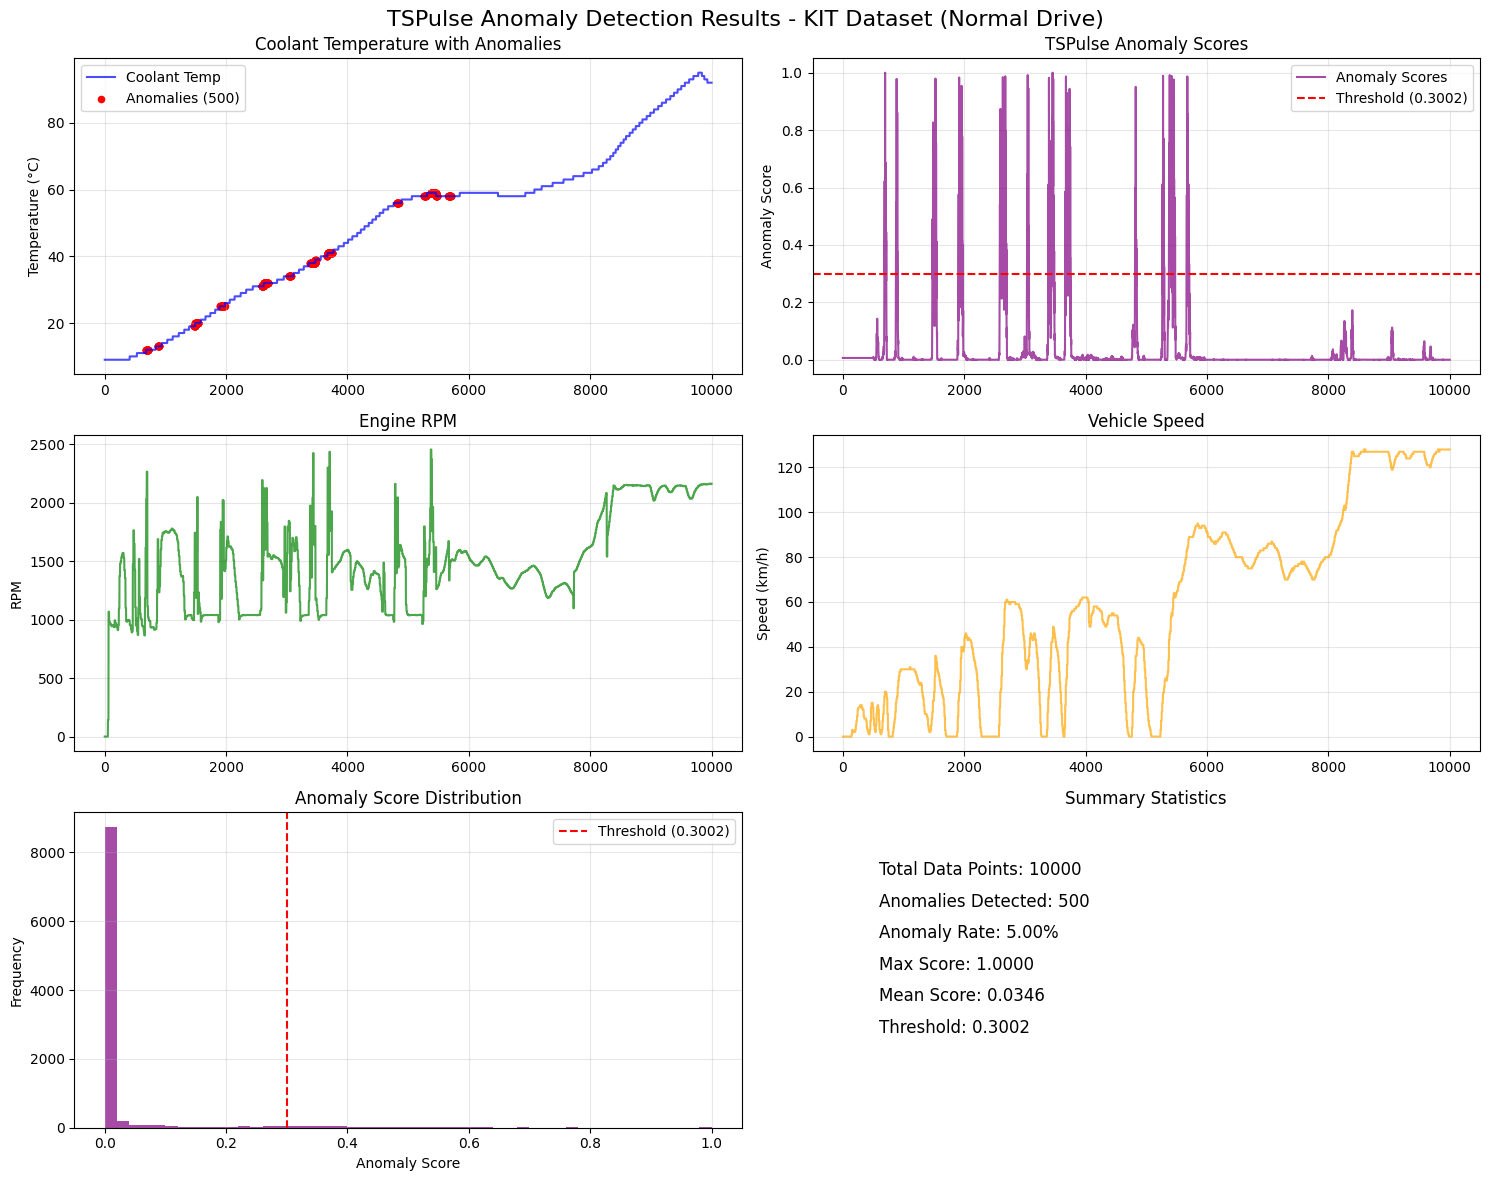 TSPulse Anomaly Detection Results - KIT Dataset (Normal Drive)
Coolant Temperature with Anomalies
Coolant Temp
Anomalies (500)
Temperature (°C)
80
60
40
20
0 2000 4000 6000 8000 10000
TSPulse Anomaly Scores
Anomaly Scores
Threshold (0.3002)
Anomaly Score
1.0
0.8
0.6
0.4
0.2
0.0
0 2000 4000 6000 8000 10000
Engine RPM
RPM
2500
2000
1500
1000
500
0
0 2000 4000 6000 8000 10000
Vehicle Speed
Speed (km/h)
120
100
80
60
40
20
0
0 2000 4000 6000 8000 10000
Anomaly Score Distribution
Threshold (0.3002)
Frequency
8000
6000
4000
2000
0
0.0 0.2 0.4 0.6 0.8 1.0
Anomaly Score
Summary Statistics
Total Data Points: 10000
Anomalies Detected: 500
Anomaly Rate: 5.00%
Max Score: 1.0000
Mean Score: 0.0346
Threshold: 0.3002